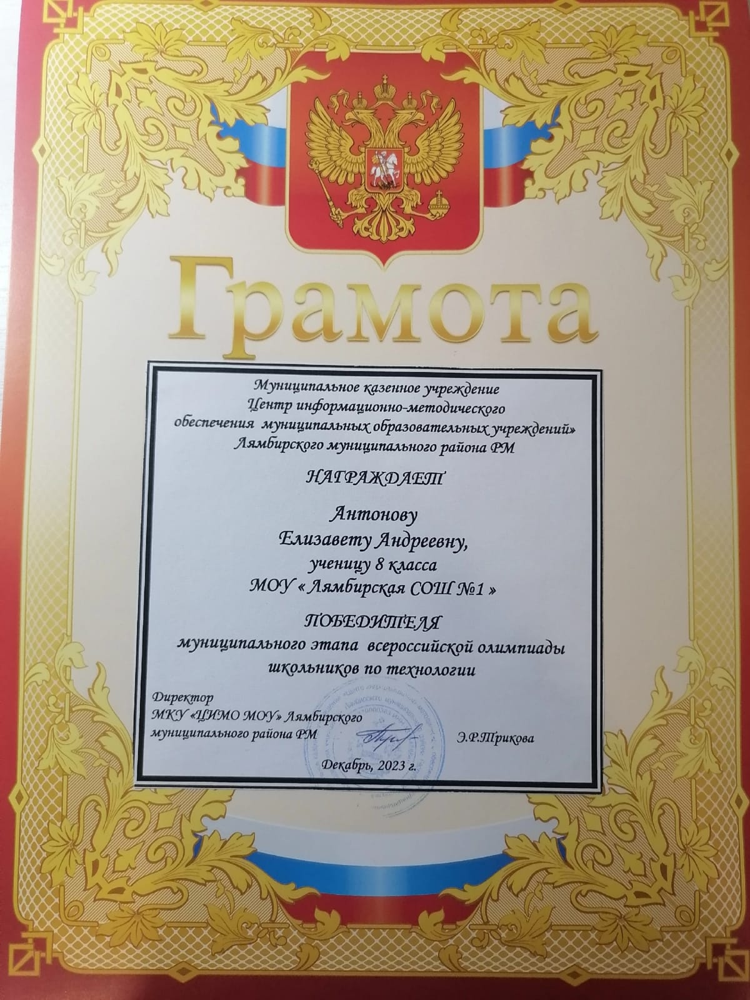 Грамота
Муниципальное казенное учреждение
Центр информационно-методического
обеспечения муниципальных образовательных учреждений»
Лямбирского муниципального района РМ
НАГРАЖДАЕТ
Антонову
Елизавету Андреевну,
ученицу 8 класса
МОУ « Лямбирская СОШ №1 »
ПОБЕДИТЕЛЯ
муниципального этапа всероссийской олимпиады
школьников по технологии
Директор
МКУ «ЦИМО МОУ» Лямбирского
муниципального района РМ
Э.Р.Трикова
Декабрь, 2023 г.